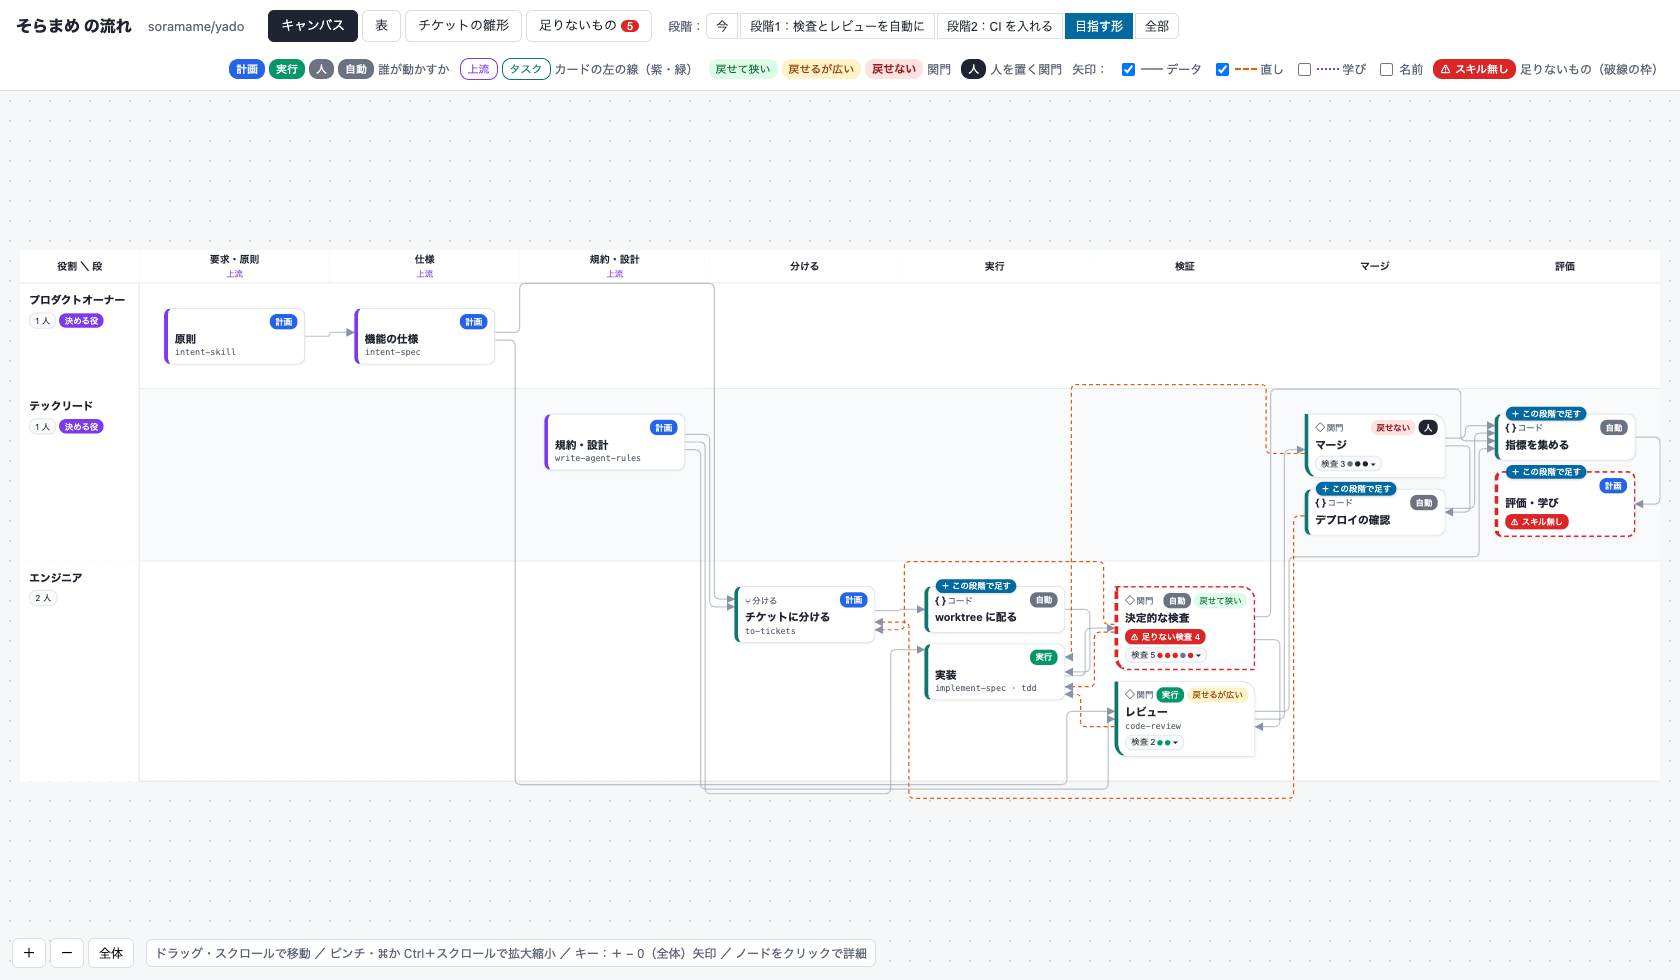 そらまめ の流れ
soramame/yado
キャンバス
表
チケットの雛形
足りないもの 5
段階：
今
段階1：検査とレビューを自動に
段階2：CI を入れる
目指す形
全部
計画
実行
人
自動
誰が動かすか
上流
タスク
カードの左の線（紫・緑）
戻せて狭い
戻せるが広い
戻せない
関門
人
人を置く関門
矢印：
データ
直し
学び
名前
⚠ スキル無し
足りないもの（破線の枠）
役割 ＼ 段
要求・原則
上流
仕様
上流
規約・設計
上流
分ける
実行
検証
マージ
評価
プロダクトオーナー
1 人
決める役
計画
原則
intent-skill
計画
機能の仕様
intent-spec
テックリード
1 人
決める役
計画
規約・設計
write-agent-rules
◇関門
戻せない
人
マージ
検査 3
＋ この段階で足す
{ }コード
自動
デプロイの確認
＋ この段階で足す
{ }コード
自動
指標を集める
＋ この段階で足す
計画
評価・学び
⚠ スキル無し
エンジニア
2 人
分ける
計画
チケットに分ける
to-tickets
＋ この段階で足す
{ }コード
自動
worktree に配る
実行
実装
implement-spec · tdd
◇関門
自動
戻せて狭い
決定的な検査
⚠ 足りない検査 4
検査 5
◇関門
実行
戻せるが広い
レビュー
code-review
検査 2
＋
−
全体
ドラッグ・スクロールで移動 ／ ピンチ・⌘か Ctrl＋スクロールで拡大縮小 ／ キー：＋ − 0（全体）矢印 ／ ノードをクリックで詳細